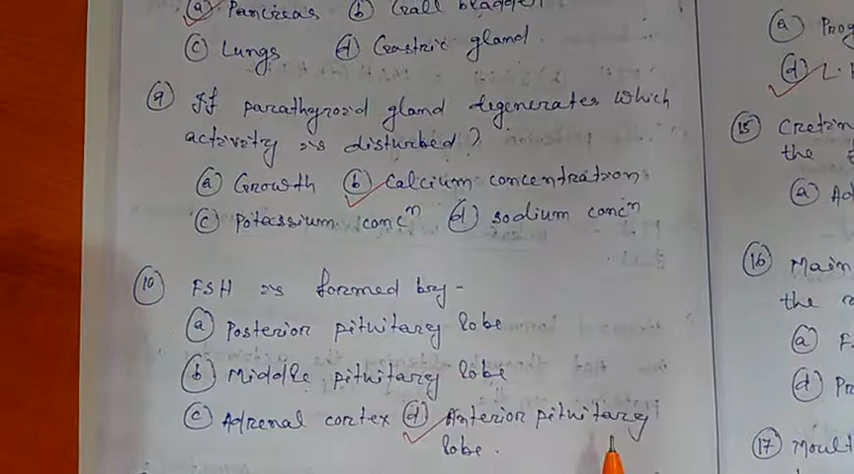 (a) Pancreas (b) Gall bladder
(c) Lungs (d) Gastric gland.
(9) If parathyroid gland degenerates which
activity is disturbed?
(a) Growth (b) Calcium concentration
(c) Potassium concⁿ (d) sodium concⁿ
(10) FSH is formed by -
(a) Posterior pituitary lobe
(b) Middle pituitary lobe
(c) Adrenal cortex (d) Anterior pituitary
lobe.
(a) Prog
(d) L.
(15) Cretin
the
(a) Ad
(16) Main
the
(a) F
(d) Pr
(17) Moult